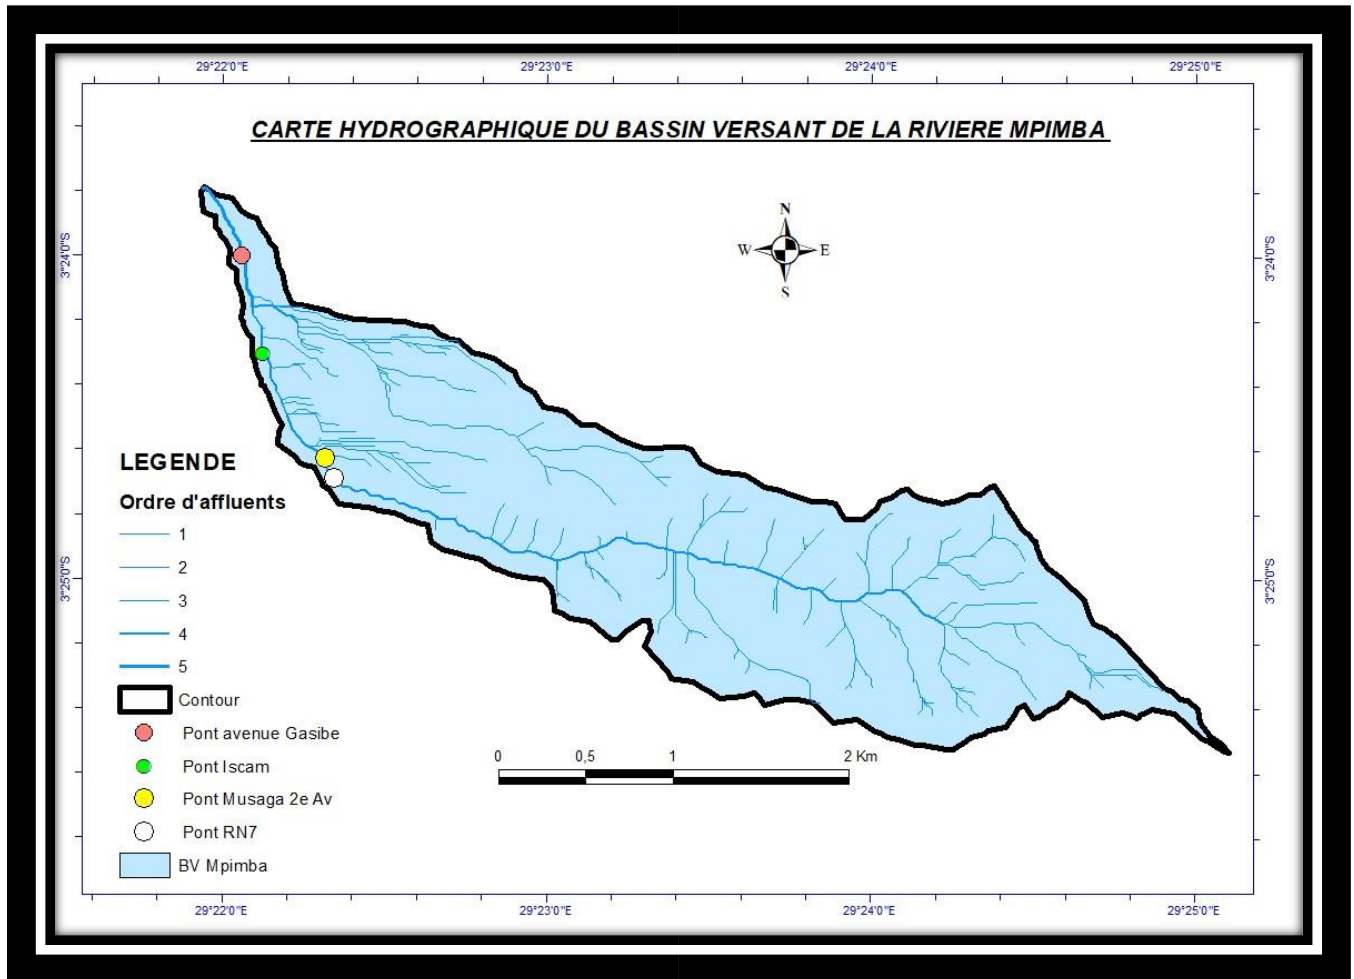 29°22'0"E 29°23'0"E 29°24'0"E 29°25'0"E
CARTE HYDROGRAPHIQUE DU BASSIN VERSANT DE LA RIVIERE MPIMBA
N
W E
S
3°24'0"S 3°24'0"S
3°25'0"S 3°25'0"S
LEGENDE
Ordre d'affluents
1
2
3
4
5
Contour
Pont avenue Gasibe
Pont Iscam
Pont Musaga 2e Av
Pont RN7
BV Mpimba
0 0,5 1 2 Km
29°22'0"E 29°23'0"E 29°24'0"E 29°25'0"E